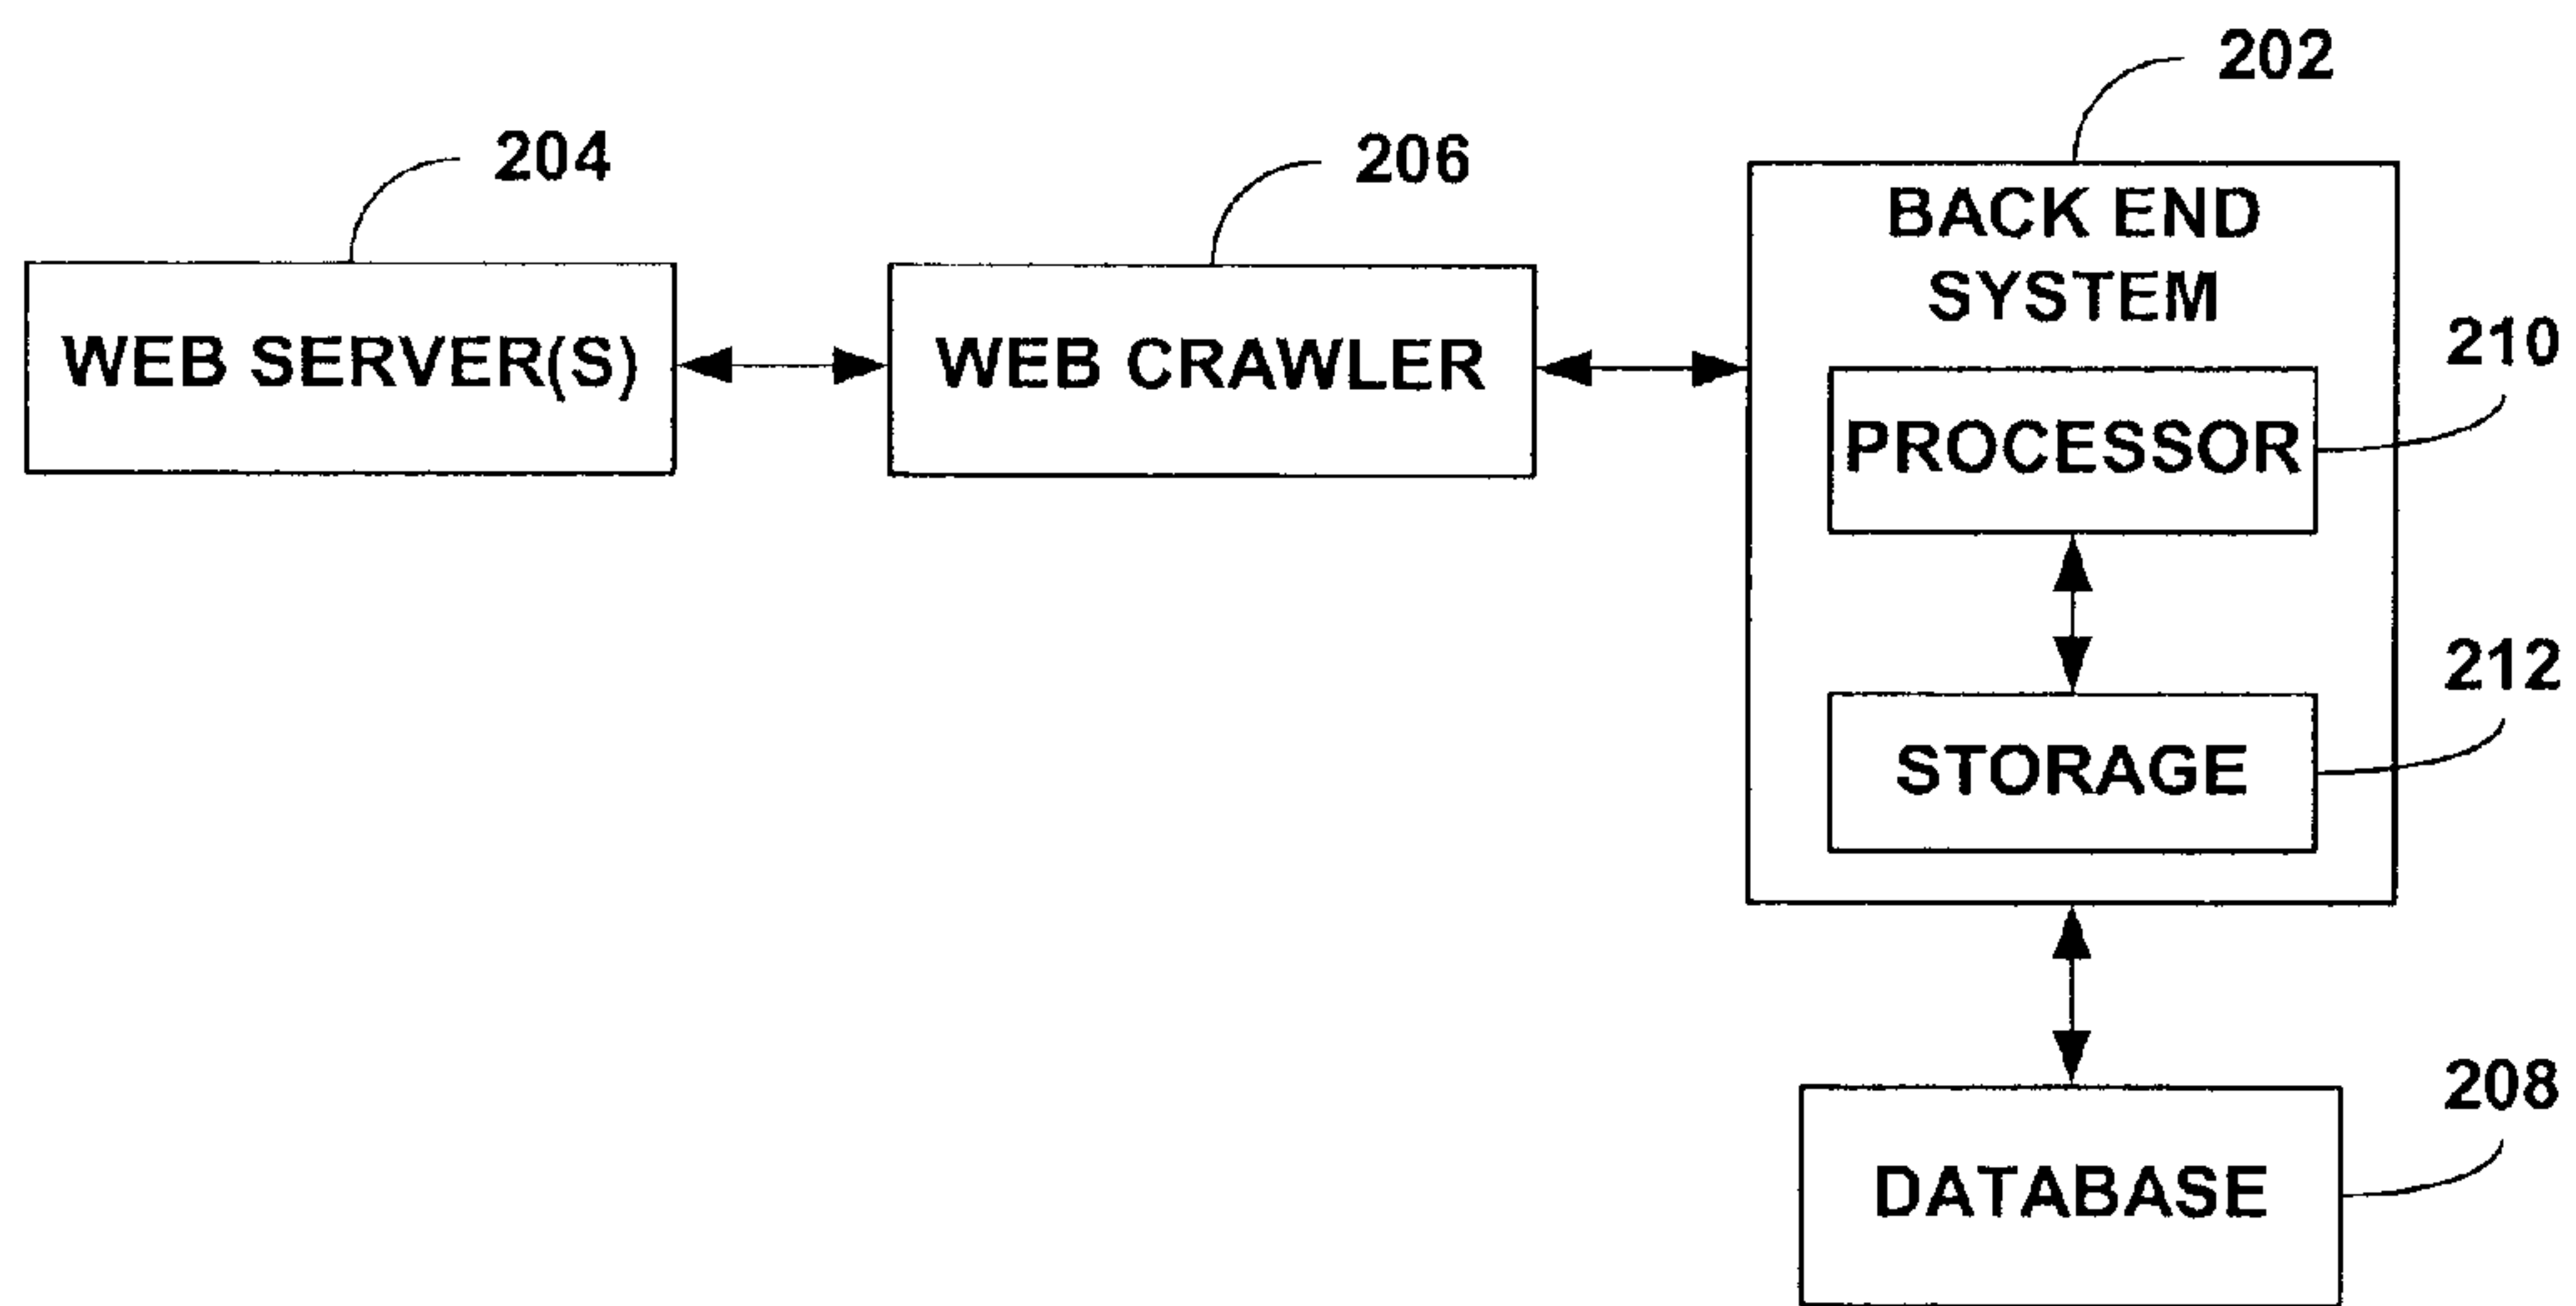 202
204
206
BACK END
SYSTEM
WEB SERVER(S)
WEB CRAWLER
210
PROCESSOR
212
STORAGE
208
DATABASE